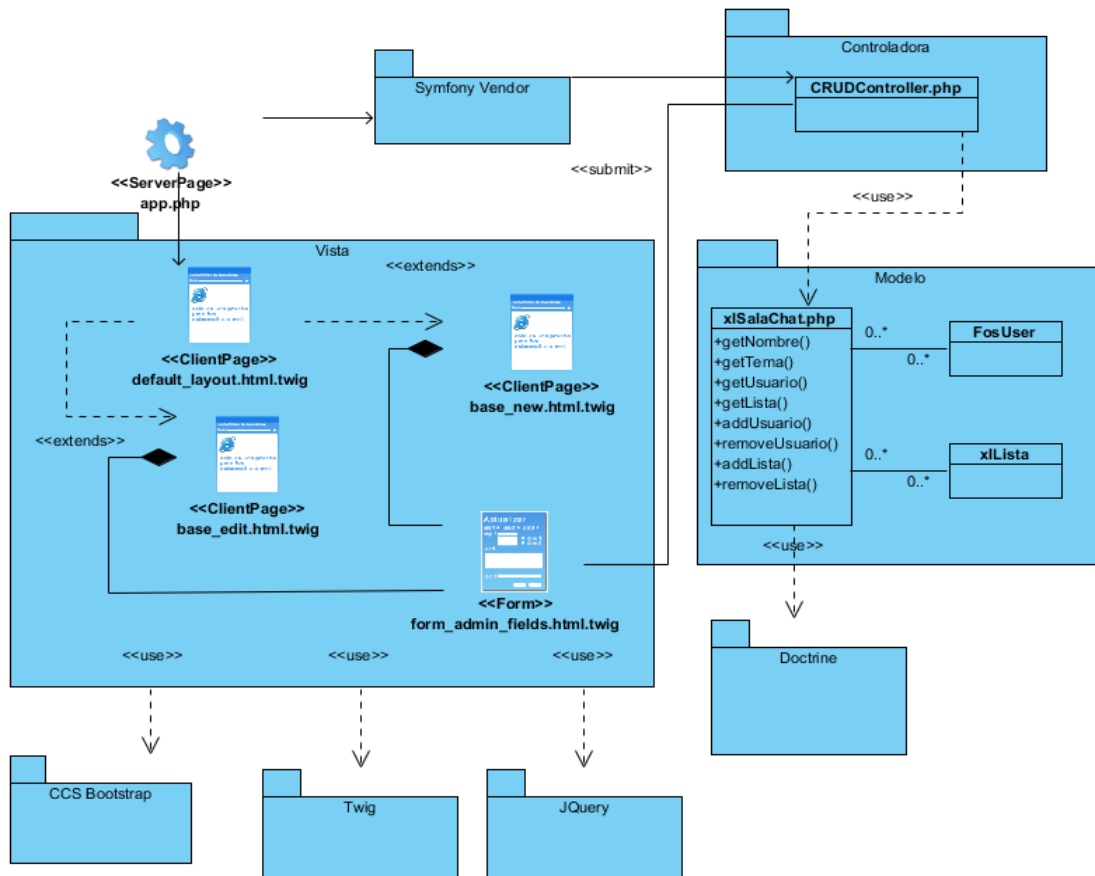 Controladora
CRUDController.php
Symfony Vendor
<<submit>>
<<ServerPage>>
app.php
<<use>>
Vista
<<extends>>
Modelo
<<ClientPage>>
default_layout.html.twig
<<ClientPage>>
base_new.html.twig
<<extends>>
<<ClientPage>>
base_edit.html.twig
Actualizar
<<Form>>
form_admin_fields.html.twig
xlSalaChat.php
+getNombre()
+getTema()
+getUsuario()
+getLista()
+addUsuario()
+removeUsuario()
+addLista()
+removeLista()
0..*
0..*
FosUser
0..*
0..*
xlLista
<<use>>
<<use>>
<<use>>
<<use>>
Doctrine
CCS Bootstrap
Twig
JQuery